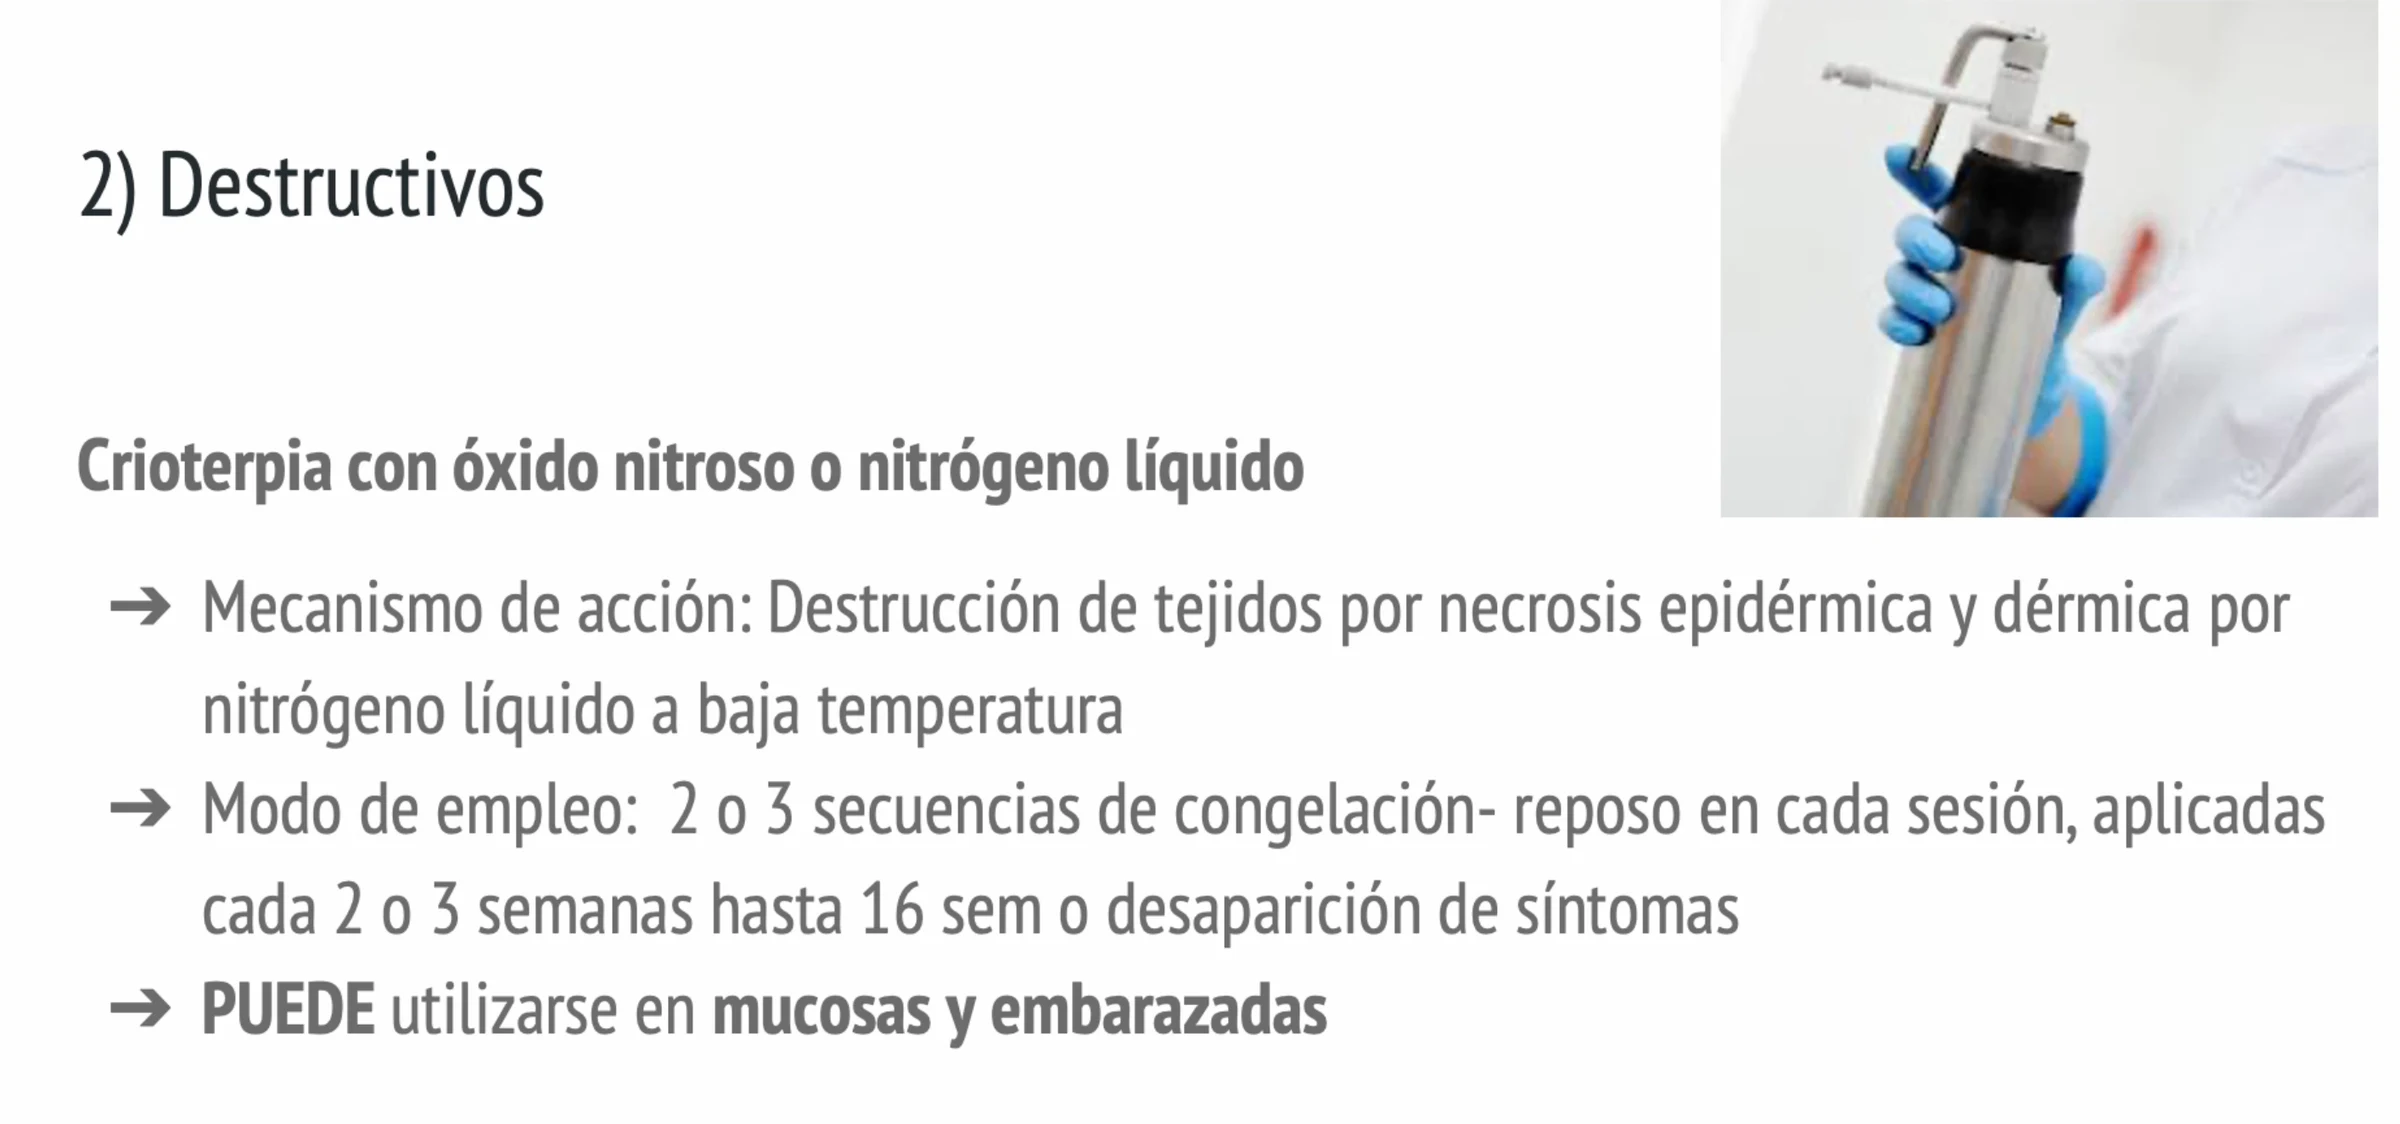 2) Destructivos
Crioterpia con óxido nitroso o nitrógeno líquido
➔ Mecanismo de acción: Destrucción de tejidos por necrosis epidérmica y dérmica por
nitrógeno líquido a baja temperatura
➔ Modo de empleo:  2 o 3 secuencias de congelación- reposo en cada sesión, aplicadas
cada 2 o 3 semanas hasta 16 sem o desaparición de síntomas
➔ PUEDE utilizarse en mucosas y embarazadas